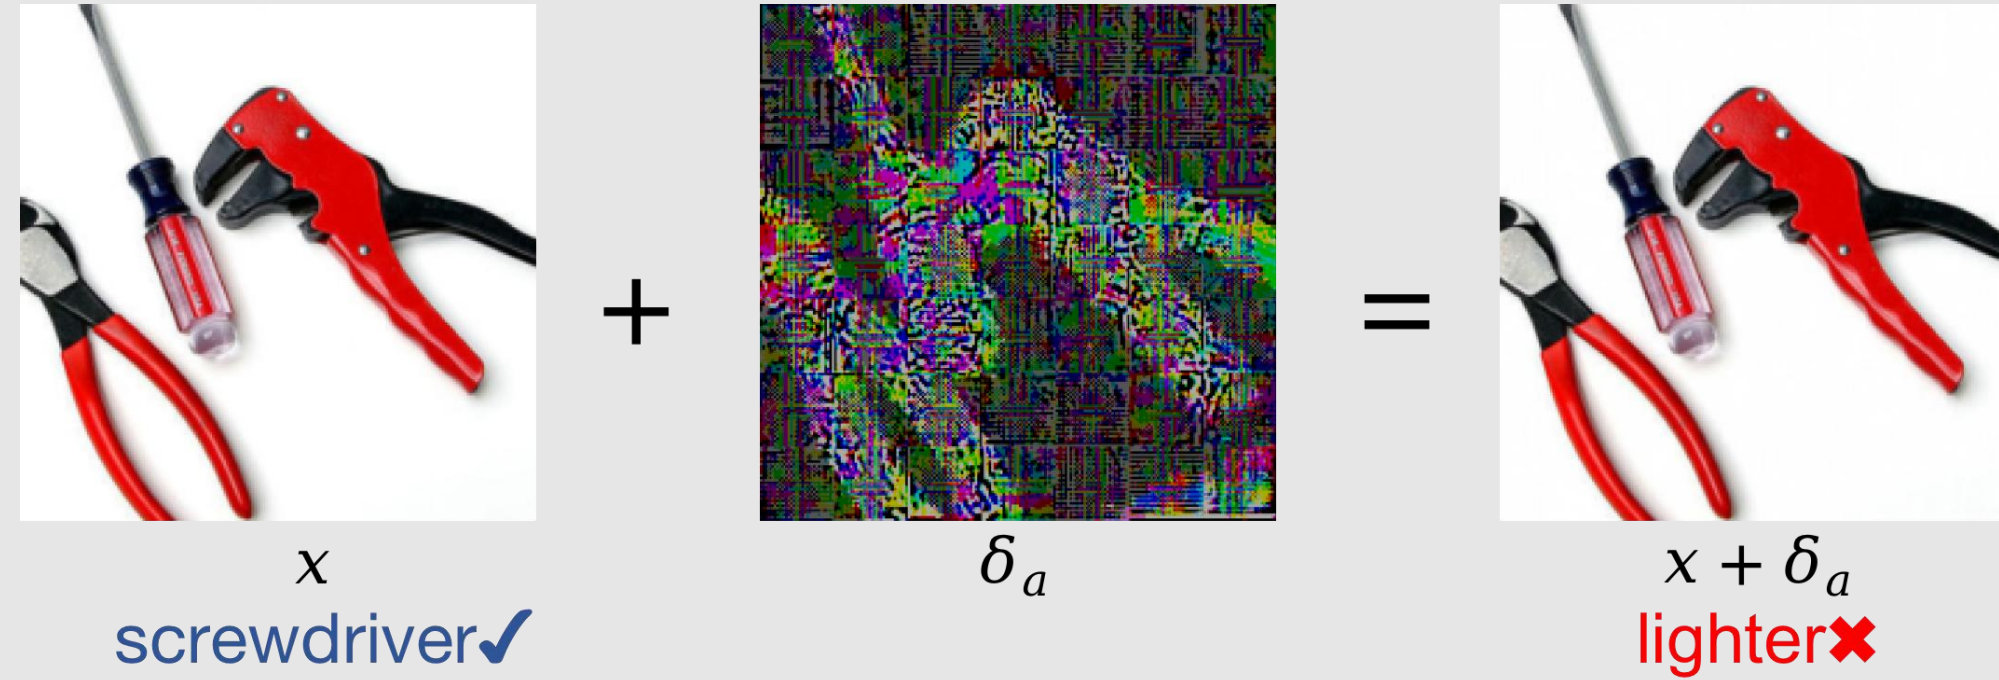 +
=
x
δₐ
x + δₐ
screwdriver✔
lighter✖